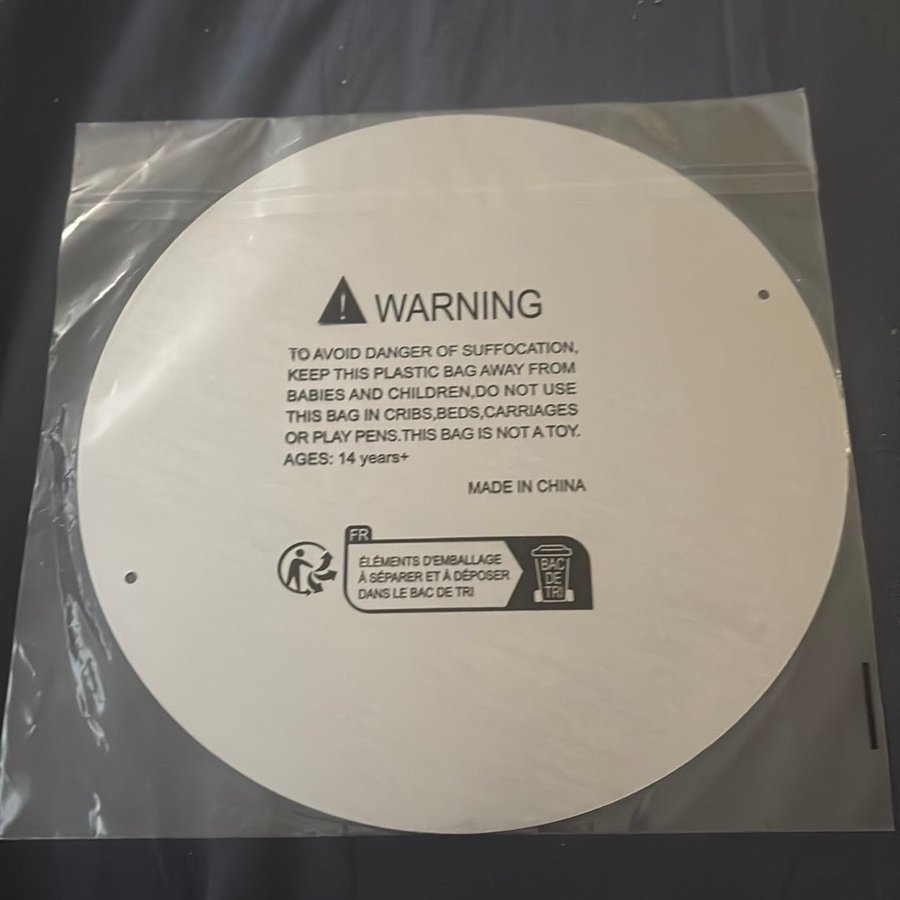 WARNING
TO AVOID DANGER OF SUFFOCATION,
KEEP THIS PLASTIC BAG AWAY FROM
BABIES AND CHILDREN,DO NOT USE
THIS BAG IN CRIBS,BEDS,CARRIAGES
OR PLAY PENS.THIS BAG IS NOT A TOY.
AGES: 14 years+
MADE IN CHINA
FR
ÉLÉMENTS D'EMBALLAGE
À SÉPARER ET À DÉPOSER
DANS LE BAC DE TRI
BAC
DE
TRI